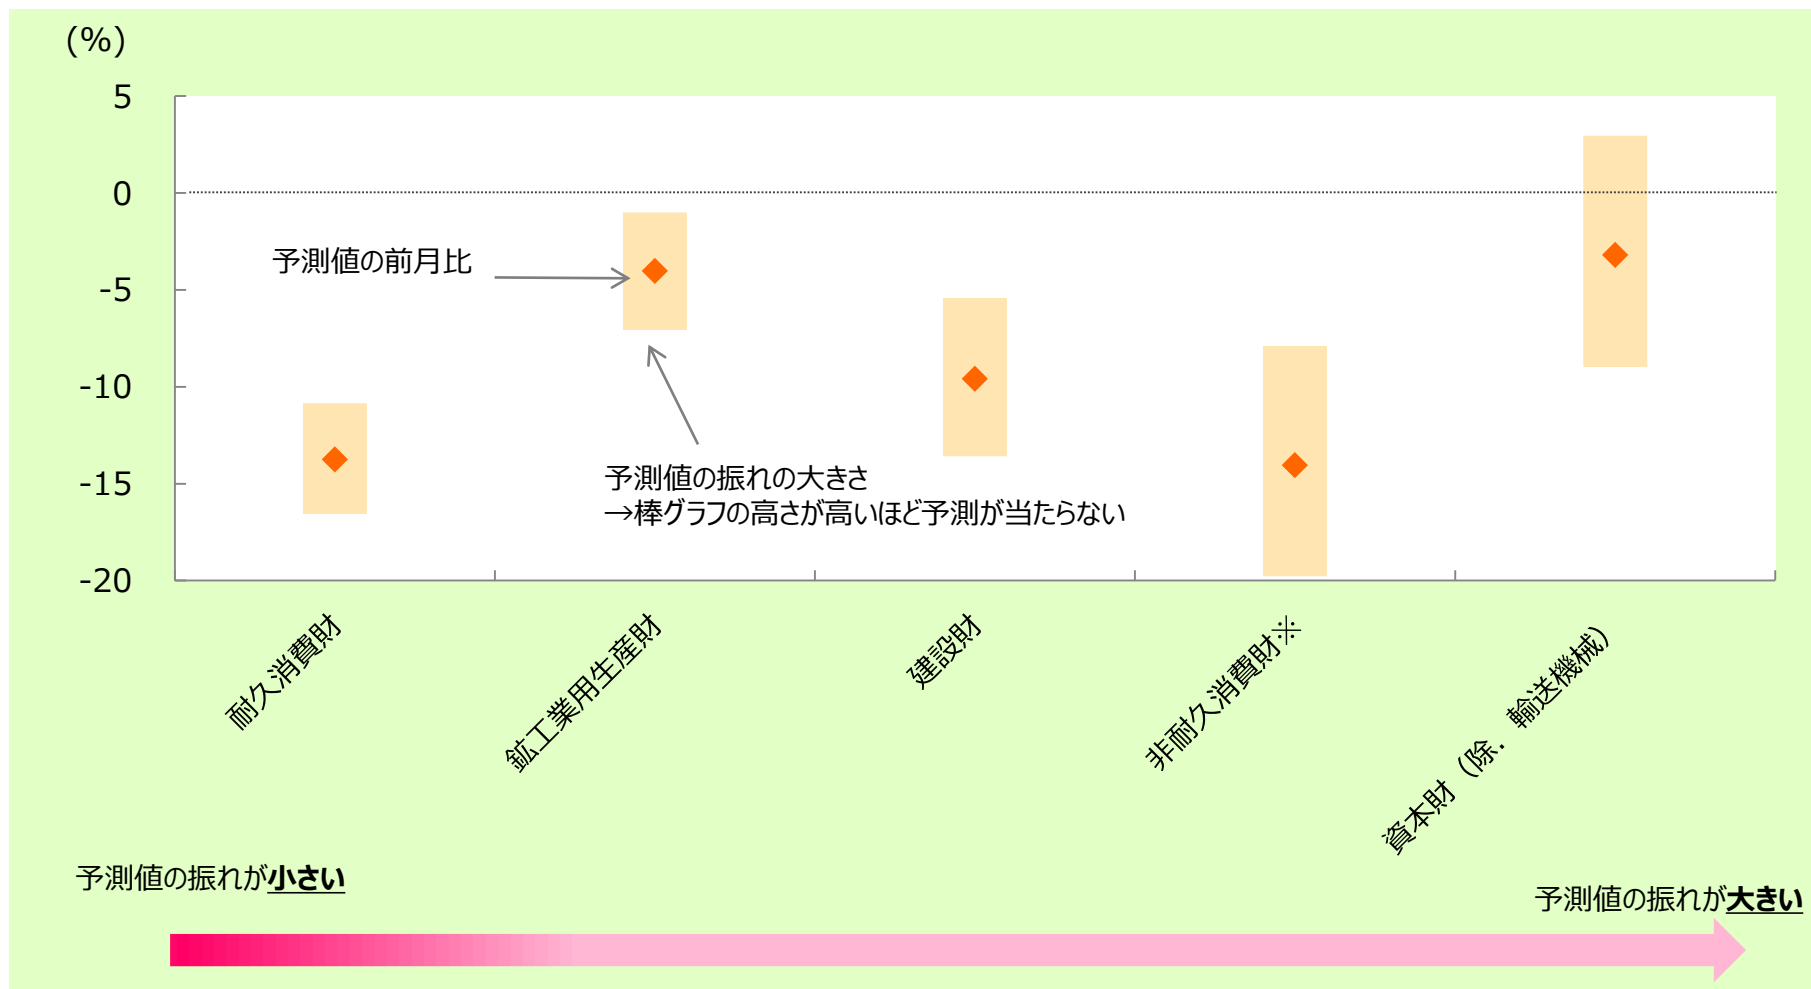 (%)
5
0
-5
-10
-15
-20
予測値の前月比
予測値の振れの大きさ
→棒グラフの高さが高いほど予測が当たらない
耐久消費財
鉱工業用生産財
建設財
非耐久消費財※
資本財（除．輸送機械）
予測値の振れが小さい
予測値の振れが大きい